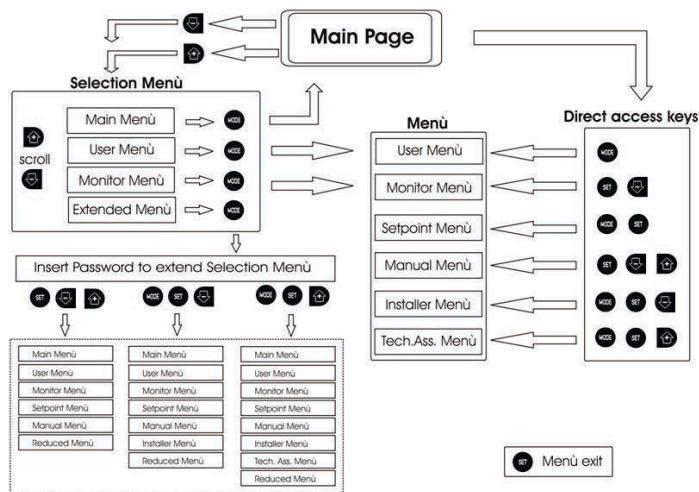 Main Page
Selection Menù
Main Menù
MODE
User Menù
MODE
scroll
Monitor Menù
MODE
Extended Menù
MODE
Menù
Direct access keys
User Menù
MODE
Monitor Menù
SET
Setpoint Menù
MODE SET
Manual Menù
SET
Installer Menù
MODE SET
Tech.Ass. Menù
MODE SET
Insert Password to extend Selection Menù
SET
MODE SET
MODE SET
Main Menù
User Menù
Monitor Menù
Setpoint Menù
Manual Menù
Reduced Menù
Main Menù
User Menù
Monitor Menù
Setpoint Menù
Manual Menù
Installer Menù
Reduced Menù
Main Menù
User Menù
Monitor Menù
Setpoint Menù
Manual Menù
Installer Menù
Tech. Ass. Menù
Reduced Menù
SET Menù exit